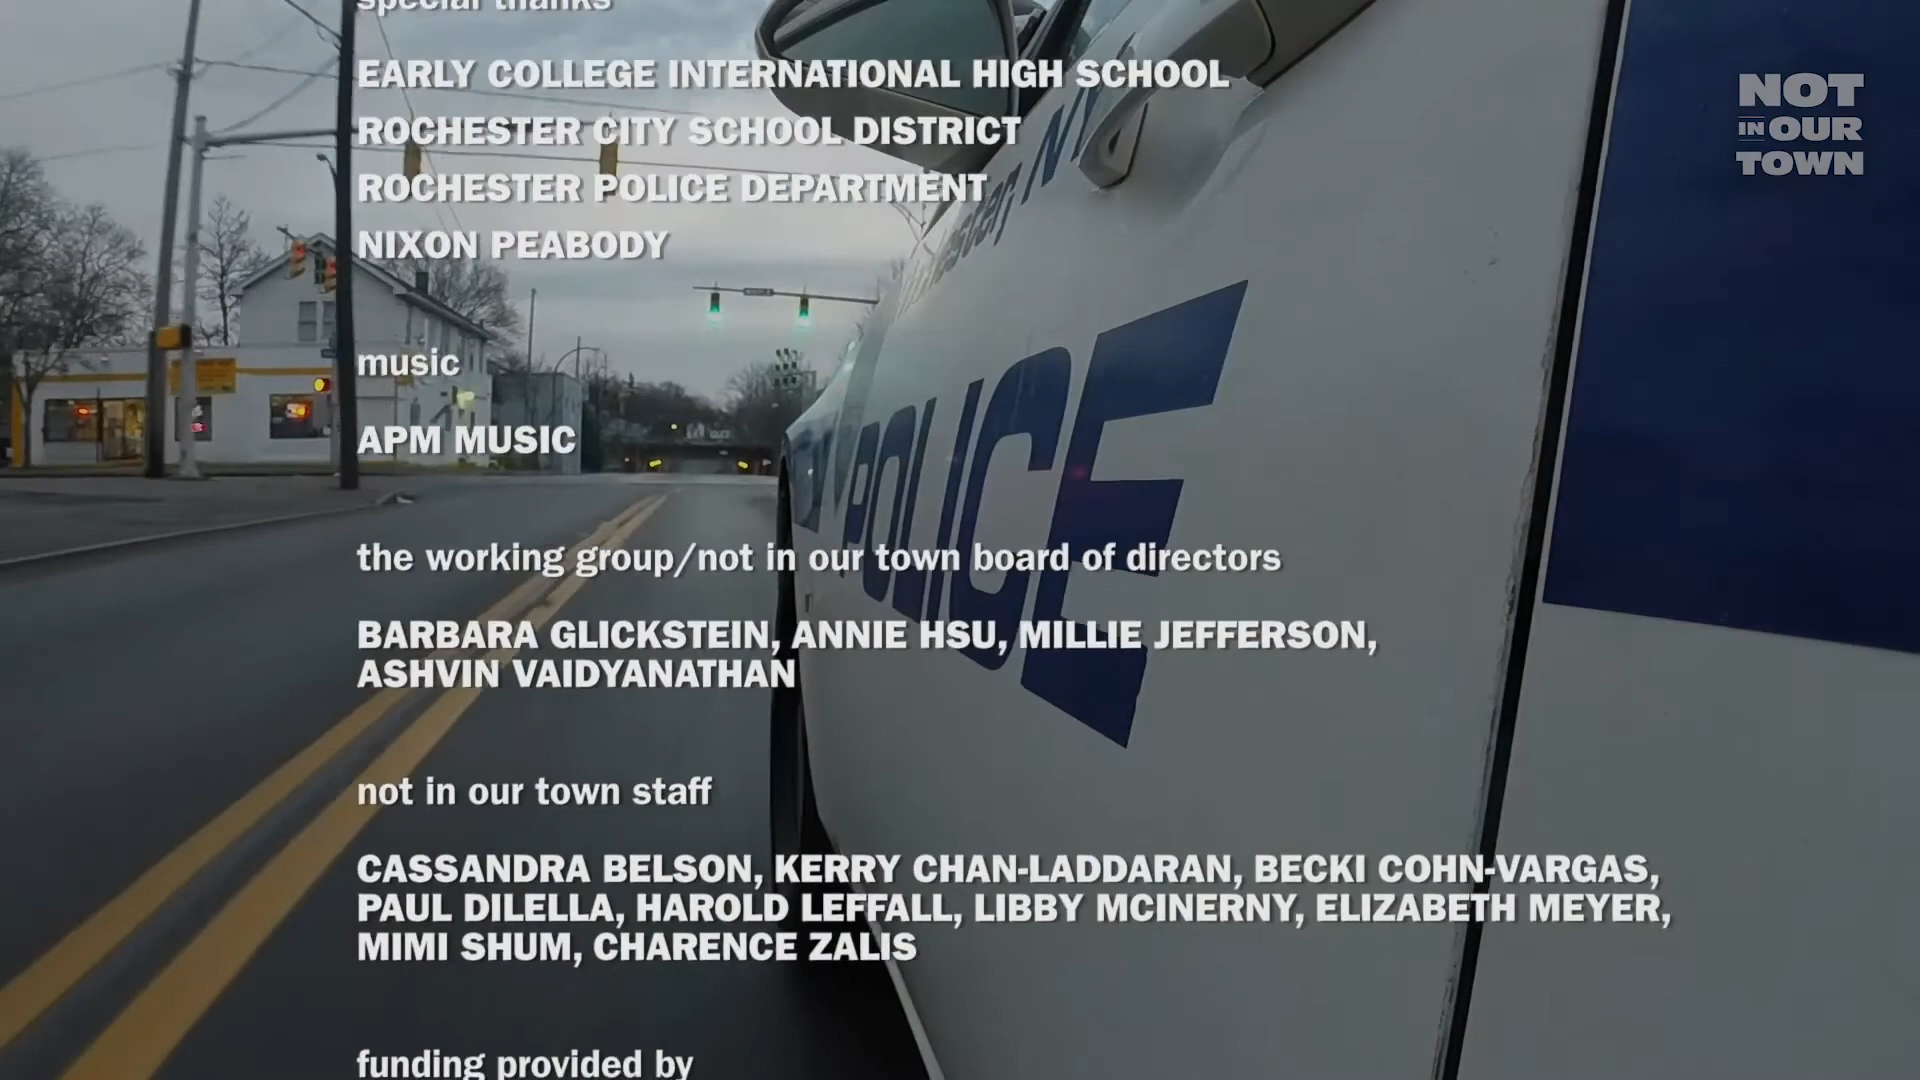 special thanks
EARLY COLLEGE INTERNATIONAL HIGH SCHOOL
ROCHESTER CITY SCHOOL DISTRICT
ROCHESTER POLICE DEPARTMENT
NIXON PEABODY
music
APM MUSIC
the working group/not in our town board of directors
BARBARA GLICKSTEIN, ANNIE HSU, MILLIE JEFFERSON,
ASHVIN VAIDYANATHAN
not in our town staff
CASSANDRA BELSON, KERRY CHAN-LADDARAN, BECKI COHN-VARGAS,
PAUL DILELLA, HAROLD LEFFALL, LIBBY MCINERNY, ELIZABETH MEYER,
MIMI SHUM, CHARENCE ZALIS
funding provided by
NOT
IN OUR
TOWN
POLICE